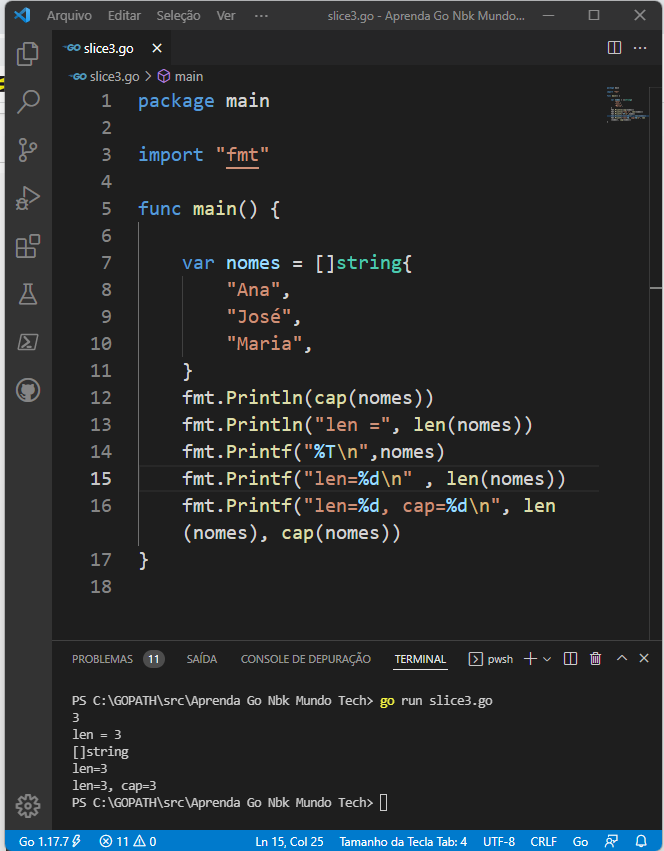 Arquivo Editar Seleção Ver ··· slice3.go - Aprenda Go Nbk Mundo Tech...
slice3.go
slice3.go > main
1 package main
2
3 import "fmt"
4
5 func main() {
6
7 var nomes = []string{
8 "Ana",
9 "José",
10 "Maria",
11 }
12 fmt.Println(cap(nomes))
13 fmt.Println("len =", len(nomes))
14 fmt.Printf("%T\n",nomes)
15 fmt.Printf("len=%d\n" , len(nomes))
16 fmt.Printf("len=%d, cap=%d\n", len
(nomes), cap(nomes))
17 }
18
PROBLEMAS 11 SAÍDA CONSOLE DE DEPURAÇÃO TERMINAL pwsh
PS C:\GOPATH\src\Aprenda Go Nbk Mundo Tech> go run slice3.go
3
len = 3
[]string
len=3
len=3, cap=3
PS C:\GOPATH\src\Aprenda Go Nbk Mundo Tech>
Go 1.17.7 11 0 Ln 15, Col 25 Tamanho da Tecla Tab: 4 UTF-8 CRLF Go